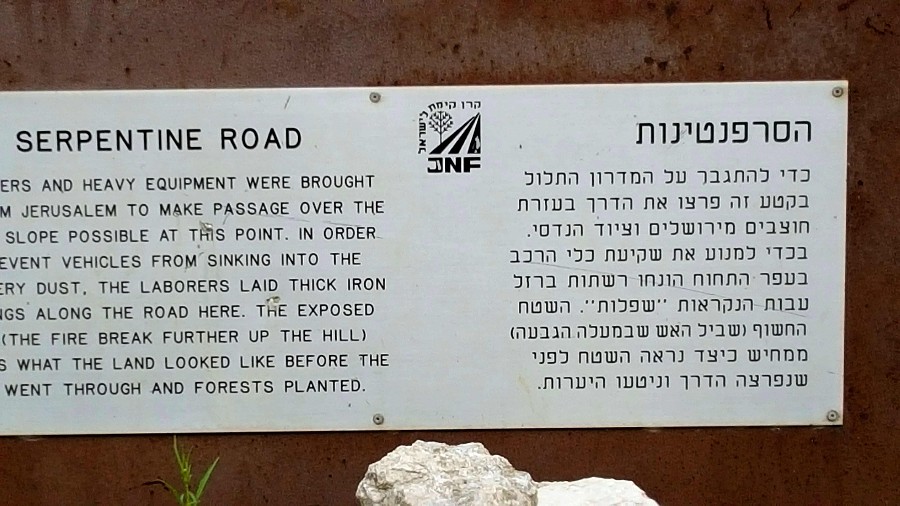 SERPENTINE ROAD
ERS AND HEAVY EQUIPMENT WERE BROUGHT
M JERUSALEM TO MAKE PASSAGE OVER THE
SLOPE POSSIBLE AT THIS POINT. IN ORDER
EVENT VEHICLES FROM SINKING INTO THE
ERY DUST, THE LABORERS LAID THICK IRON
NGS ALONG THE ROAD HERE. THE EXPOSED
(THE FIRE BREAK FURTHER UP THE HILL)
S WHAT THE LAND LOOKED LIKE BEFORE THE
WENT THROUGH AND FORESTS PLANTED.
קרן קימת לישראל
JNF
הסרפנטינות
כדי להתגבר על המדרון התלול
בקטע זה פרצו את הדרך בעזרת
חוצבים מירושלים וציוד הנדסי.
בכדי למנוע את שקיעת כלי הרכב
בעפר התחוח הונחו רשתות ברזל
עבות הנקראות "שפלות". השטח
החשוף (שביל האש שבמעלה הגבעה)
ממחיש כיצד נראה השטח לפני
שנפרצה הדרך וניטעו היערות.